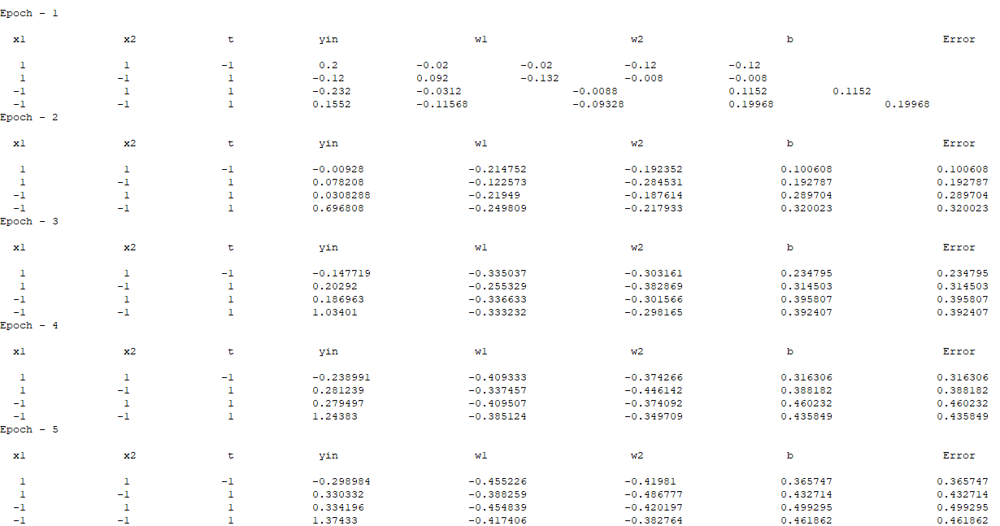 Epoch - 1
x1 x2 t yin w1 w2 b Error
1 1 -1 0.2 -0.02 -0.02 -0.12 -0.12
1 -1 1 -0.12 0.092 -0.132 -0.008 -0.008
-1 1 1 -0.232 -0.0312 -0.0088 0.1152 0.1152
-1 -1 1 0.1552 -0.11568 -0.09328 0.19968 0.19968
Epoch - 2
x1 x2 t yin w1 w2 b Error
1 1 -1 -0.00928 -0.214752 -0.192352 0.100608 0.100608
1 -1 1 0.078208 -0.122573 -0.284531 0.192787 0.192787
-1 1 1 0.0308288 -0.21949 -0.187614 0.289704 0.289704
-1 -1 1 0.696808 -0.249809 -0.217933 0.320023 0.320023
Epoch - 3
x1 x2 t yin w1 w2 b Error
1 1 -1 -0.147719 -0.335037 -0.303161 0.234795 0.234795
1 -1 1 0.20292 -0.255329 -0.382869 0.314503 0.314503
-1 1 1 0.186963 -0.336633 -0.301566 0.395807 0.395807
-1 -1 1 1.03401 -0.333232 -0.298165 0.392407 0.392407
Epoch - 4
x1 x2 t yin w1 w2 b Error
1 1 -1 -0.238991 -0.409333 -0.374266 0.316306 0.316306
1 -1 1 0.281239 -0.337457 -0.446142 0.388182 0.388182
-1 1 1 0.279497 -0.409507 -0.374092 0.460232 0.460232
-1 -1 1 1.24383 -0.385124 -0.349709 0.435849 0.435849
Epoch - 5
x1 x2 t yin w1 w2 b Error
1 1 -1 -0.298984 -0.455226 -0.41981 0.365747 0.365747
1 -1 1 0.330332 -0.388259 -0.486777 0.432714 0.432714
-1 1 1 0.334196 -0.454839 -0.420197 0.499295 0.499295
-1 -1 1 1.37433 -0.417406 -0.382764 0.461862 0.461862